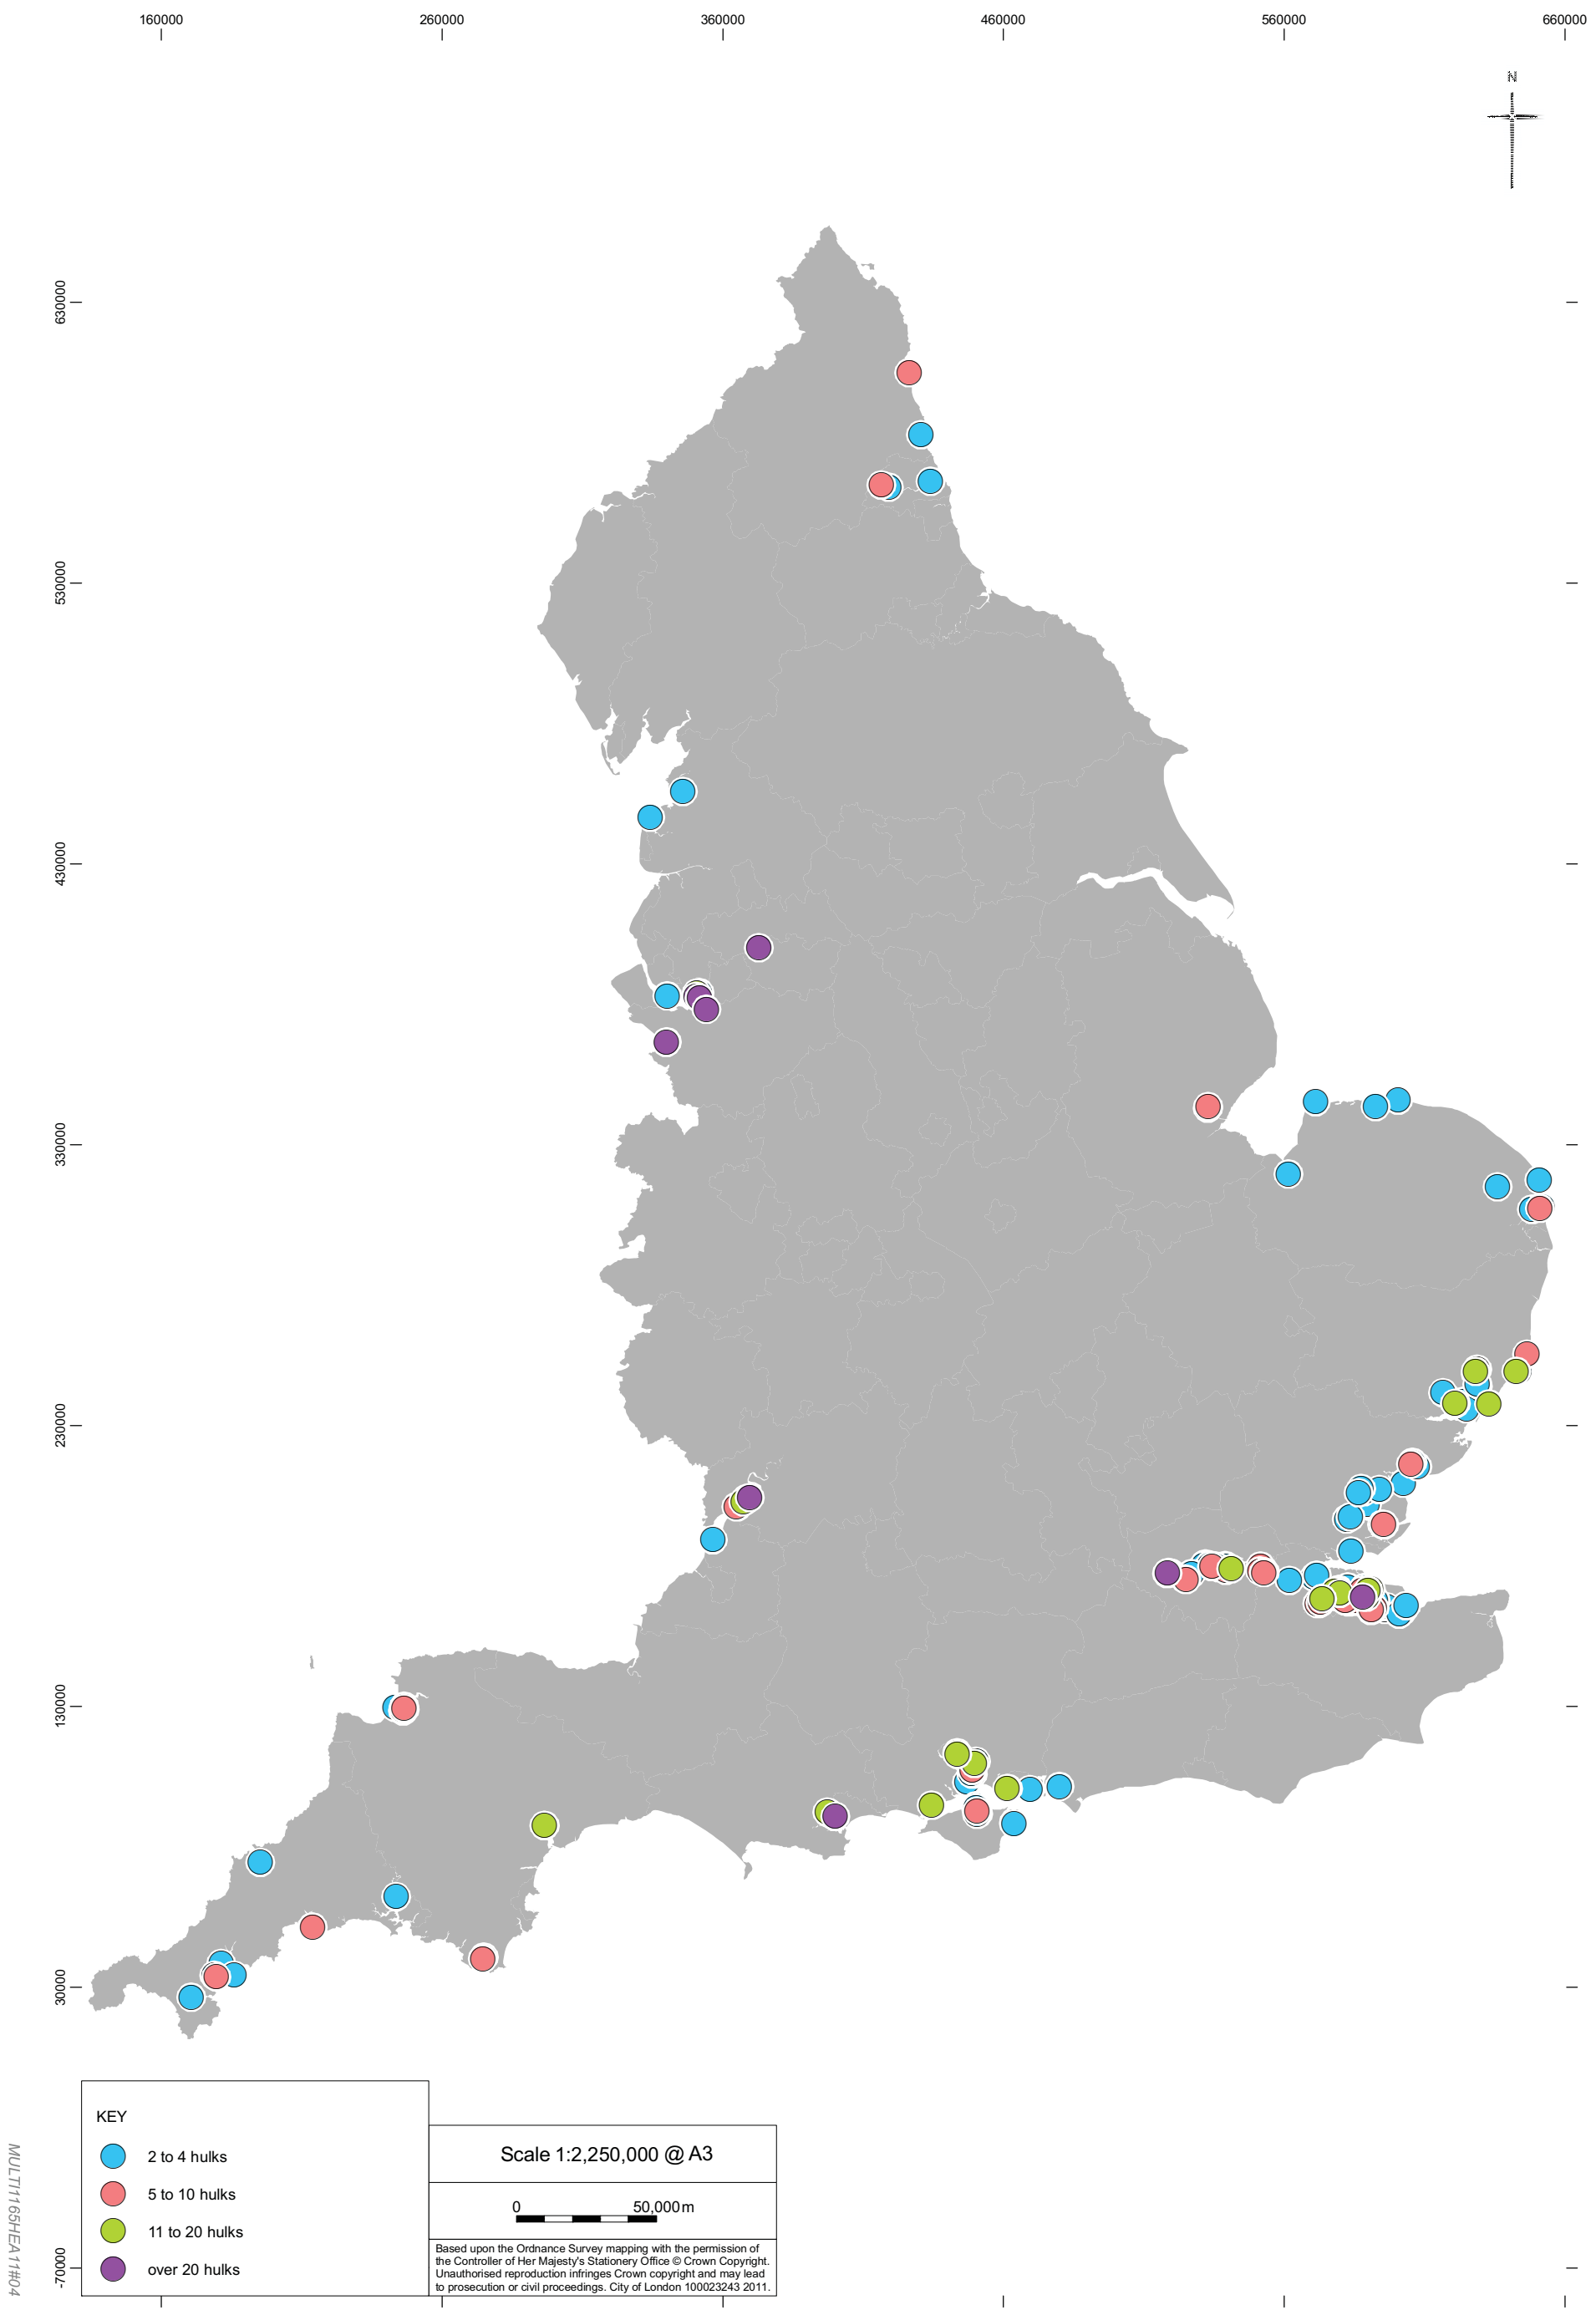 160000
260000
360000
460000
560000
660000
N
630000
530000
430000
330000
230000
130000
30000
-70000
KEY
2 to 4 hulks
5 to 10 hulks
11 to 20 hulks
over 20 hulks
Scale 1:2,250,000 @ A3
0 50,000m
Based upon the Ordnance Survey mapping with the permission of
the Controller of Her Majesty's Stationery Office © Crown Copyright.
Unauthorised reproduction infringes Crown copyright and may lead
to prosecution or civil proceedings. City of London 100023243 2011.
MULTI1165HEA11#04